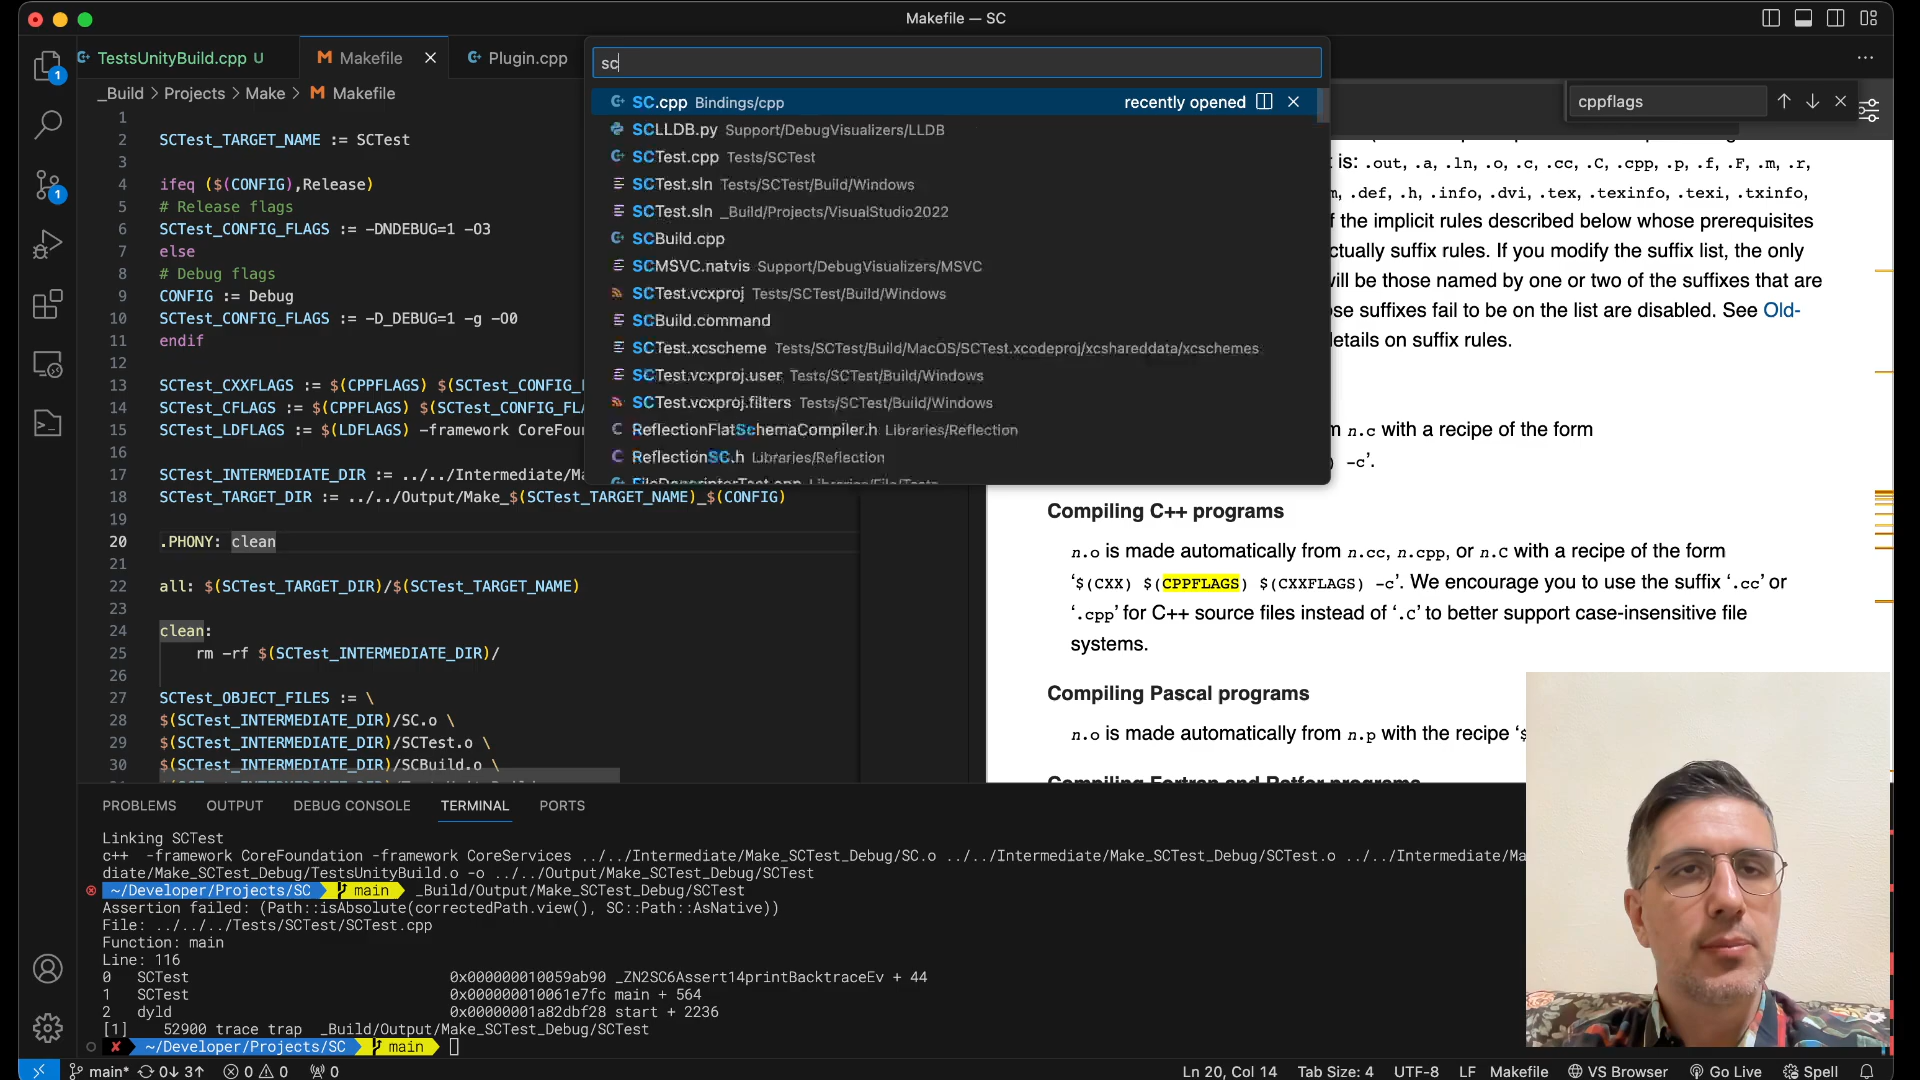 Makefile — SC
TestsUnityBuild.cpp U
Makefile
Plugin.cpp
_Build > Projects > Make > Makefile
sc
SC.cpp Bindings/cpp recently opened
SCLLDB.py Support/DebugVisualizers/LLDB
SCTest.cpp Tests/SCTest
SCTest.sln Tests/SCTest/Build/Windows
SCTest.sln _Build/Projects/VisualStudio2022
SCBuild.cpp
SCMSVC.natvis Support/DebugVisualizers/MSVC
SCTest.vcxproj Tests/SCTest/Build/Windows
SCBuild.command
SCTest.xcscheme Tests/SCTest/Build/MacOS/SCTest.xcodeproj/xcshareddata/xcschemes
SCTest.vcxproj.user Tests/SCTest/Build/Windows
SCTest.vcxproj.filters Tests/SCTest/Build/Windows
ReflectionFlatSchemaCompiler.h Libraries/Reflection
ReflectionSC.h Libraries/Reflection
FileDescriptorTest.cpp Libraries/File/Tests
1
2 SCTest_TARGET_NAME := SCTest
3
4 ifeq ($(CONFIG),Release)
5 # Release flags
6 SCTest_CONFIG_FLAGS := -DNDEBUG=1 -O3
7 else
8 # Debug flags
9 CONFIG := Debug
10 SCTest_CONFIG_FLAGS := -D_DEBUG=1 -g -O0
11 endif
12
13 SCTest_CXXFLAGS := $(CPPFLAGS) $(SCTest_CONFIG_
14 SCTest_CFLAGS := $(CPPFLAGS) $(SCTest_CONFIG_FL
15 SCTest_LDFLAGS := $(LDFLAGS) -framework CoreFou
16
17 SCTest_INTERMEDIATE_DIR := ../../Intermediate/M
18 SCTest_TARGET_DIR := ../../Output/Make_$(SCTest_TARGET_NAME)_$(CONFIG)
19
20 .PHONY: clean
21
22 all: $(SCTest_TARGET_DIR)/$(SCTest_TARGET_NAME)
23
24 clean:
25 rm -rf $(SCTest_INTERMEDIATE_DIR)/
26
27 SCTest_OBJECT_FILES := \
28 $(SCTest_INTERMEDIATE_DIR)/SC.o \
29 $(SCTest_INTERMEDIATE_DIR)/SCTest.o \
30 $(SCTest_INTERMEDIATE_DIR)/SCBuild.o \
cppflags
is: .out, .a, .ln, .o, .c, .cc, .C, .cpp, .p, .f, .F, .m, .r,
, .def, .h, .info, .dvi, .tex, .texinfo, .texi, .txinfo,
f the implicit rules described below whose prerequisites
ctually suffix rules. If you modify the suffix list, the only
will be those named by one or two of the suffixes that are
se suffixes fail to be on the list are disabled. See Old-
etails on suffix rules.
n.c with a recipe of the form
) -c’.
Compiling C++ programs
n.o is made automatically from n.cc, n.cpp, or n.C with a recipe of the form
‘$(CXX) $(CPPFLAGS) $(CXXFLAGS) -c’. We encourage you to use the suffix ‘.cc’ or
‘.cpp’ for C++ source files instead of ‘.C’ to better support case-insensitive file
systems.
Compiling Pascal programs
n.o is made automatically from n.p with the recipe ‘$
Compiling Fortran and Ratfor programs
PROBLEMS OUTPUT DEBUG CONSOLE TERMINAL PORTS
Linking SCTest
c++ -framework CoreFoundation -framework CoreServices ../../Intermediate/Make_SCTest_Debug/SC.o ../../Intermediate/Make_SCTest_Debug/SCTest.o ../../Intermediate/Ma
diate/Make_SCTest_Debug/TestsUnityBuild.o -o ../../Output/Make_SCTest_Debug/SCTest
~/Developer/Projects/SC main _Build/Output/Make_SCTest_Debug/SCTest
Assertion failed: (Path::isAbsolute(correctedPath.view(), SC::Path::AsNative))
File: ../../../Tests/SCTest/SCTest.cpp
Function: main
Line: 116
0 SCTest 0x000000010059ab90 _ZN2SC6Assert14printBacktraceEv + 44
1 SCTest 0x000000010061e7fc main + 564
2 dyld 0x00000001a82dbf28 start + 2236
[1] 52900 trace trap _Build/Output/Make_SCTest_Debug/SCTest
✘ ~/Developer/Projects/SC main
main* 0↓ 3↑ 0 0 0 Ln 20, Col 14 Tab Size: 4 UTF-8 LF Makefile VS Browser Go Live Spell